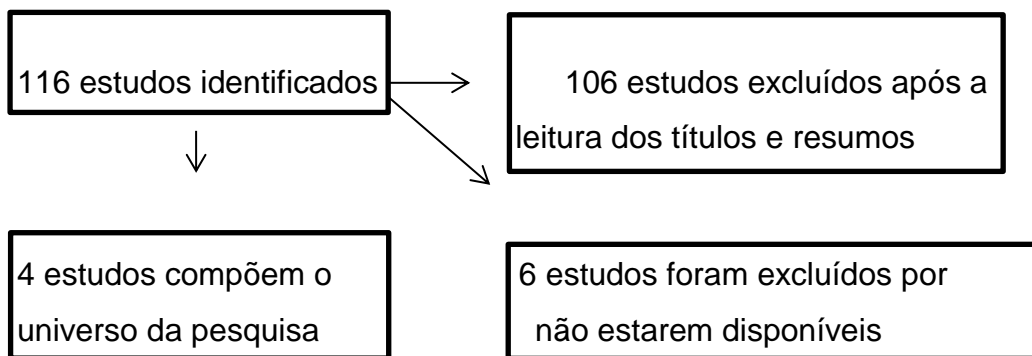 116 estudos identificados
106 estudos excluídos após a
leitura dos títulos e resumos
4 estudos compõem o
universo da pesquisa
6 estudos foram excluídos por
não estarem disponíveis